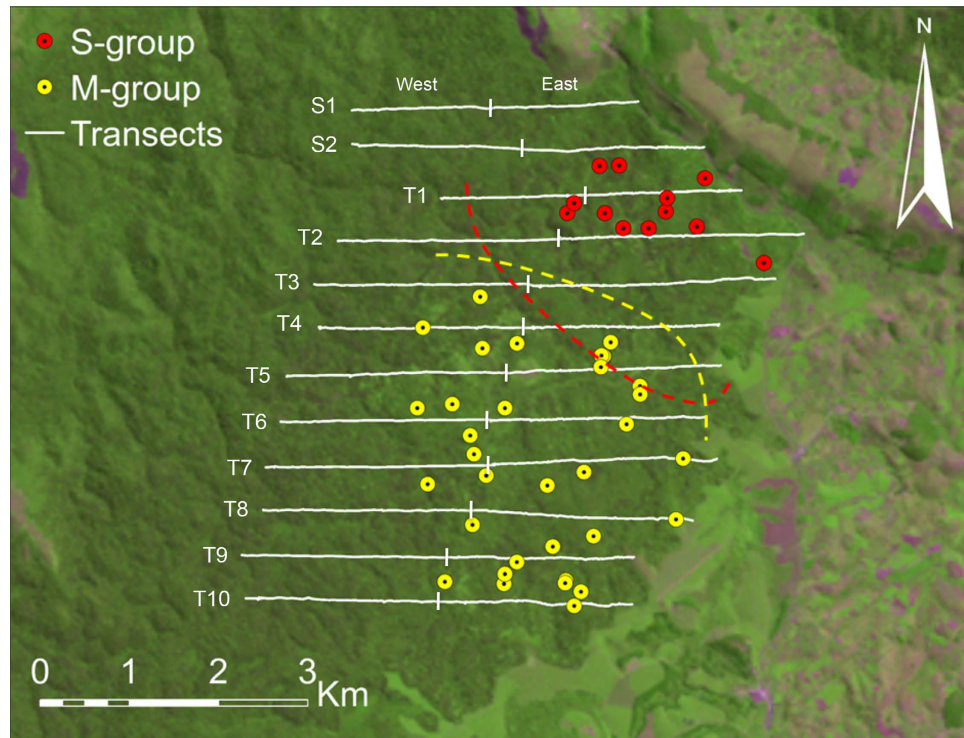 S-group
M-group
Transects
N
West East
S1
S2
T1
T2
T3
T4
T5
T6
T7
T8
T9
T10
0 1 2 3
Km